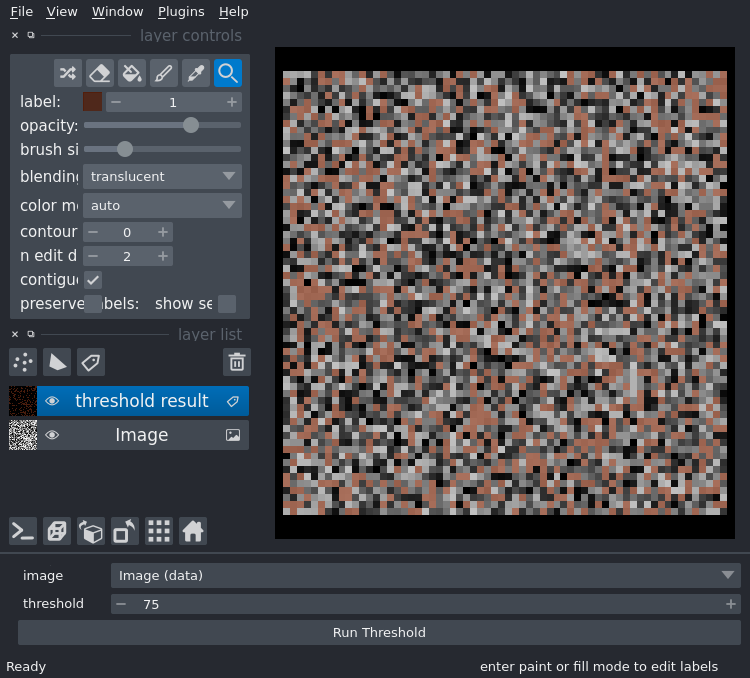 File View Window Plugins Help
layer controls
label: 1
opacity:
brush si
blending translucent
color m auto
contour 0
n edit d 2
contigu
preserve abels: show se
layer list
threshold result
Image
image Image (data)
threshold 75
Run Threshold
Ready enter paint or fill mode to edit labels